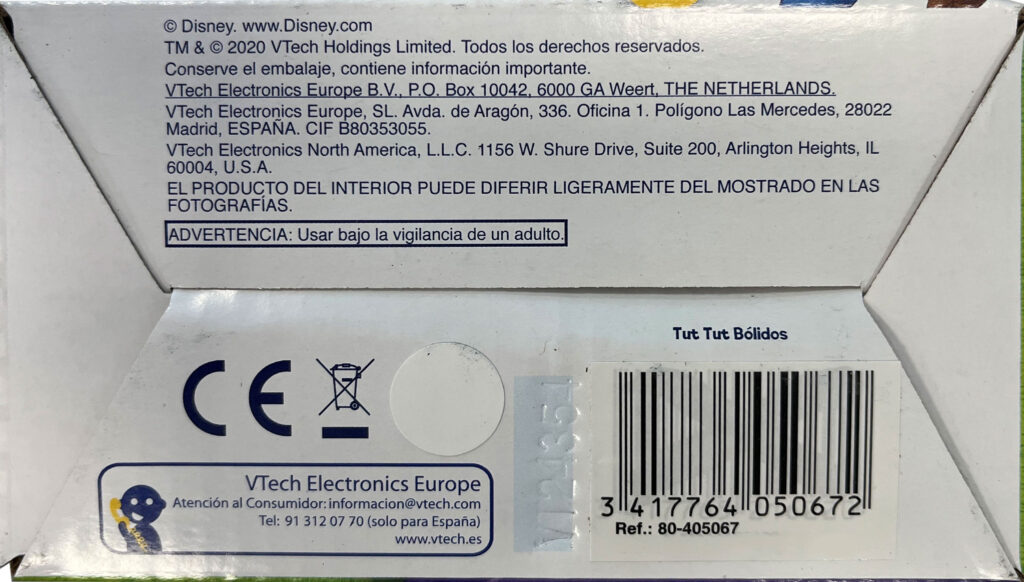 © Disney. www.Disney.com
TM & © 2020 VTech Holdings Limited. Todos los derechos reservados.
Conserve el embalaje, contiene información importante.
VTech Electronics Europe B.V., P.O. Box 10042, 6000 GA Weert, THE NETHERLANDS.
VTech Electronics Europe, SL. Avda. de Aragón, 336. Oficina 1. Polígono Las Mercedes, 28022
Madrid, ESPAÑA. CIF B80353055.
VTech Electronics North America, L.L.C. 1156 W. Shure Drive, Suite 200, Arlington Heights, IL
60004, U.S.A.
EL PRODUCTO DEL INTERIOR PUEDE DIFERIR LIGERAMENTE DEL MOSTRADO EN LAS
FOTOGRAFÍAS.
ADVERTENCIA: Usar bajo la vigilancia de un adulto.
Tut Tut Bólidos
CE
VTech Electronics Europe
Atención al Consumidor: informacion@vtech.com
Tel: 91 312 07 70 (solo para España)
www.vtech.es
3 417764 050672
Ref.: 80-405067